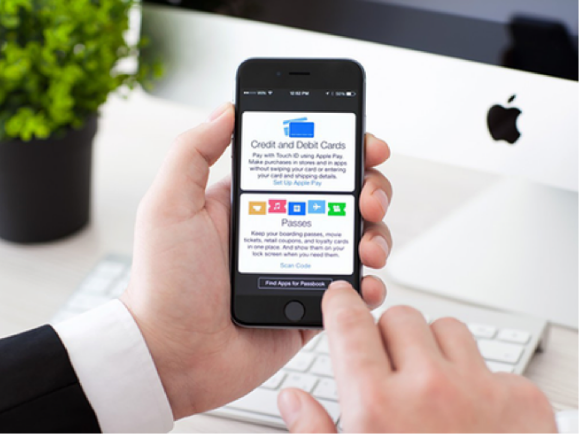 10:52 PM
Credit and Debit Cards
Pay with Touch ID using Apple Pay.
Make purchases in stores and in apps
without swiping your card or entering
your card and shipping details.
Set Up Apple Pay
Passes
Keep your boarding passes, movie
tickets, retail coupons, and loyalty cards
in one place. And show them on your
lock screen when you need them.
Scan Code
Find Apps for Passbook